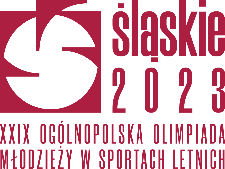 śląskie
2023
XXIX OGÓLNOPOLSKA OLIMPIADA
MŁODZIEŻY W SPORTACH LETNICH